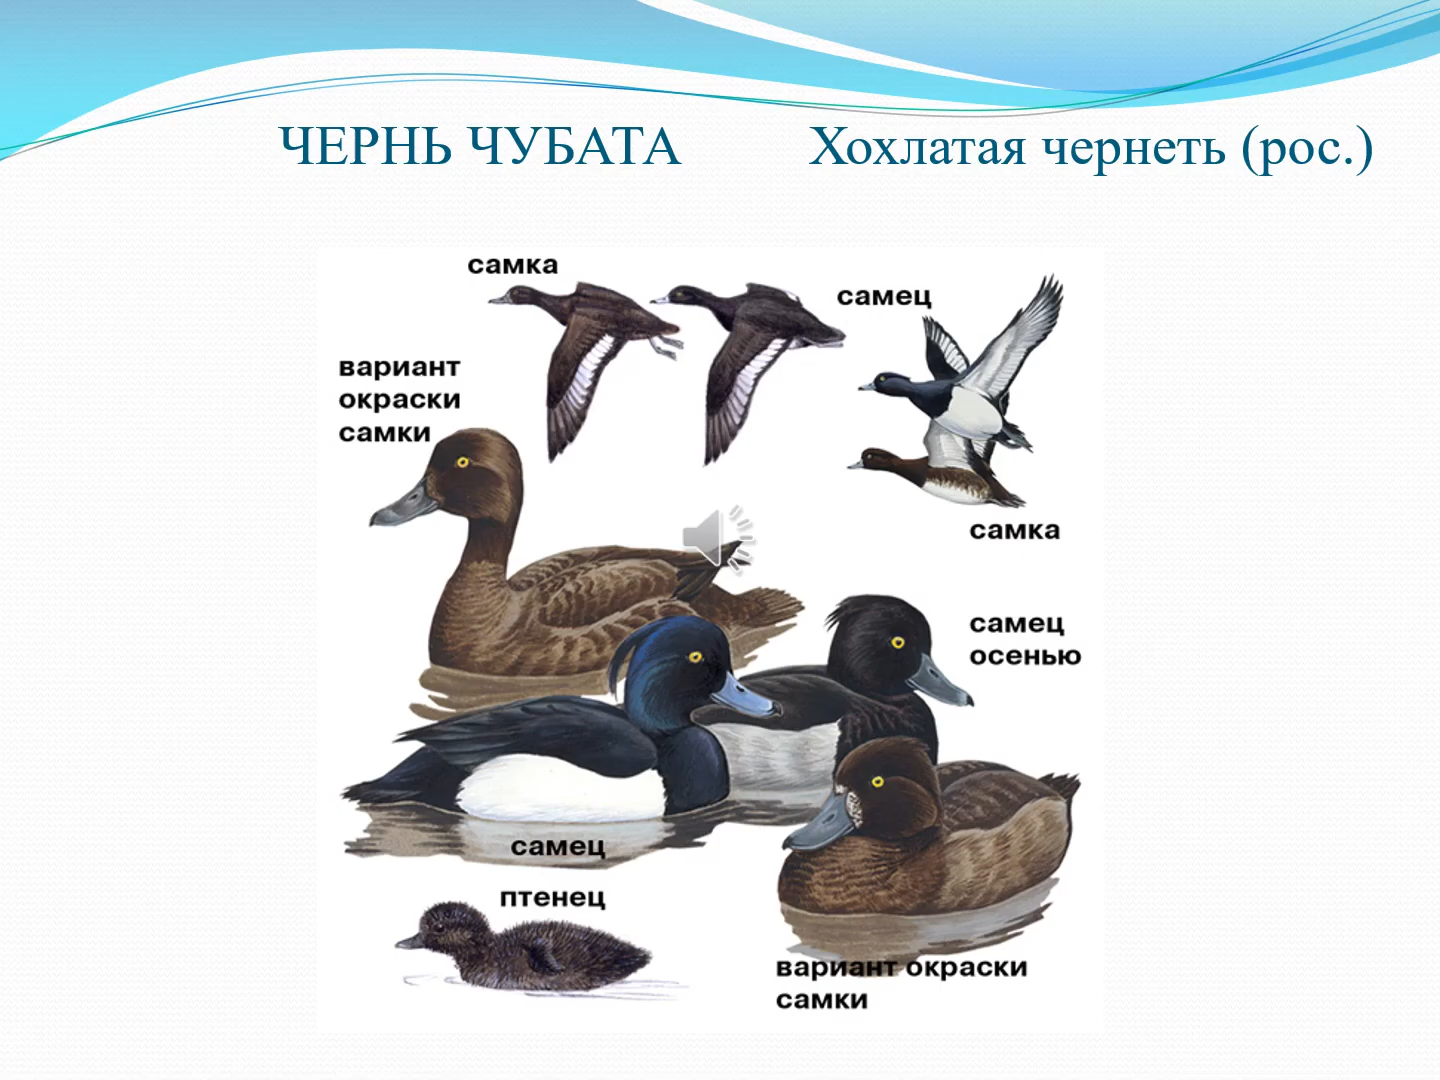 ЧЕРНЬ ЧУБАТА Хохлатая чернеть (рос.)
самка
самец
вариант
окраски
самки
самка
самец
осенью
самец
птенец
вариант окраски
самки